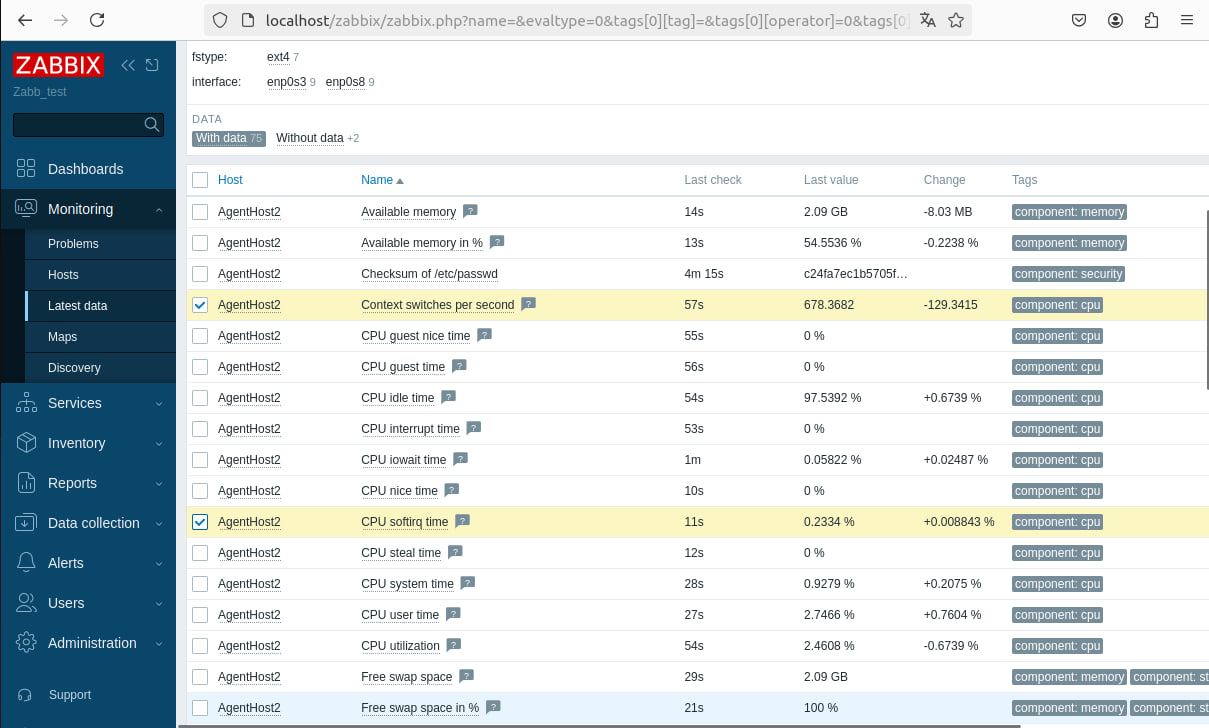 localhost/zabbix/zabbix.php?name=&evaltype=0&tags[0][tag]=&tags[0][operator]=0&tags[0]
ZABBIX
Zabb_test
Dashboards
Monitoring
Problems
Hosts
Latest data
Maps
Discovery
Services
Inventory
Reports
Data collection
Alerts
Users
Administration
Support
fstype: ext4 7
interface: enp0s3 9 enp0s8 9
DATA
With data 75 Without data +2
Host Name Last check Last value Change Tags
AgentHost2 Available memory ? 14s 2.09 GB -8.03 MB component: memory
AgentHost2 Available memory in % ? 13s 54.5536 % -0.2238 % component: memory
AgentHost2 Checksum of /etc/passwd 4m 15s c24fa7ec1b5705f… component: security
AgentHost2 Context switches per second ? 57s 678.3682 -129.3415 component: cpu
AgentHost2 CPU guest nice time ? 55s 0 % component: cpu
AgentHost2 CPU guest time ? 56s 0 % component: cpu
AgentHost2 CPU idle time ? 54s 97.5392 % +0.6739 % component: cpu
AgentHost2 CPU interrupt time ? 53s 0 % component: cpu
AgentHost2 CPU iowait time ? 1m 0.05822 % +0.02487 % component: cpu
AgentHost2 CPU nice time ? 10s 0 % component: cpu
AgentHost2 CPU softirq time ? 11s 0.2334 % +0.008843 % component: cpu
AgentHost2 CPU steal time ? 12s 0 % component: cpu
AgentHost2 CPU system time ? 28s 0.9279 % +0.2075 % component: cpu
AgentHost2 CPU user time ? 27s 2.7466 % +0.7604 % component: cpu
AgentHost2 CPU utilization ? 54s 2.4608 % -0.6739 % component: cpu
AgentHost2 Free swap space ? 29s 2.09 GB component: memory component: st
AgentHost2 Free swap space in % ? 21s 100 % component: memory component: st